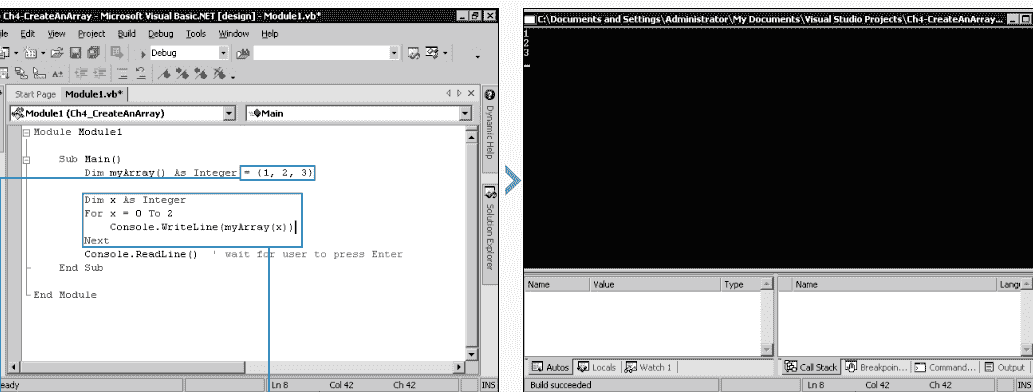 Ch4-CreateAnArray - Microsoft Visual Basic.NET [design] - Module1.vb*
ile Edit View Project Build Debug Tools Window Help
Debug
Start Page Module1.vb*
Module1 (Ch4_CreateAnArray) Main
Module Module1
Sub Main()
Dim myArray() As Integer = (1, 2, 3)
Dim x As Integer
For x = 0 To 2
Console.WriteLine(myArray(x))
Next
Console.ReadLine() ' wait for user to press Enter
End Sub
End Module
Dynamic Help
Solution Explorer
eady Ln 8 Col 42 Ch 42 INS
C:\Documents and Settings\Administrator\My Documents\Visual Studio Projects\Ch4-CreateAnArray...
1
2
3
Name Value Type Name Langu
Autos Locals Watch 1 Call Stack Breakpoin... Command... Output
Build succeeded Ln 8 Col 42 Ch 42 INS